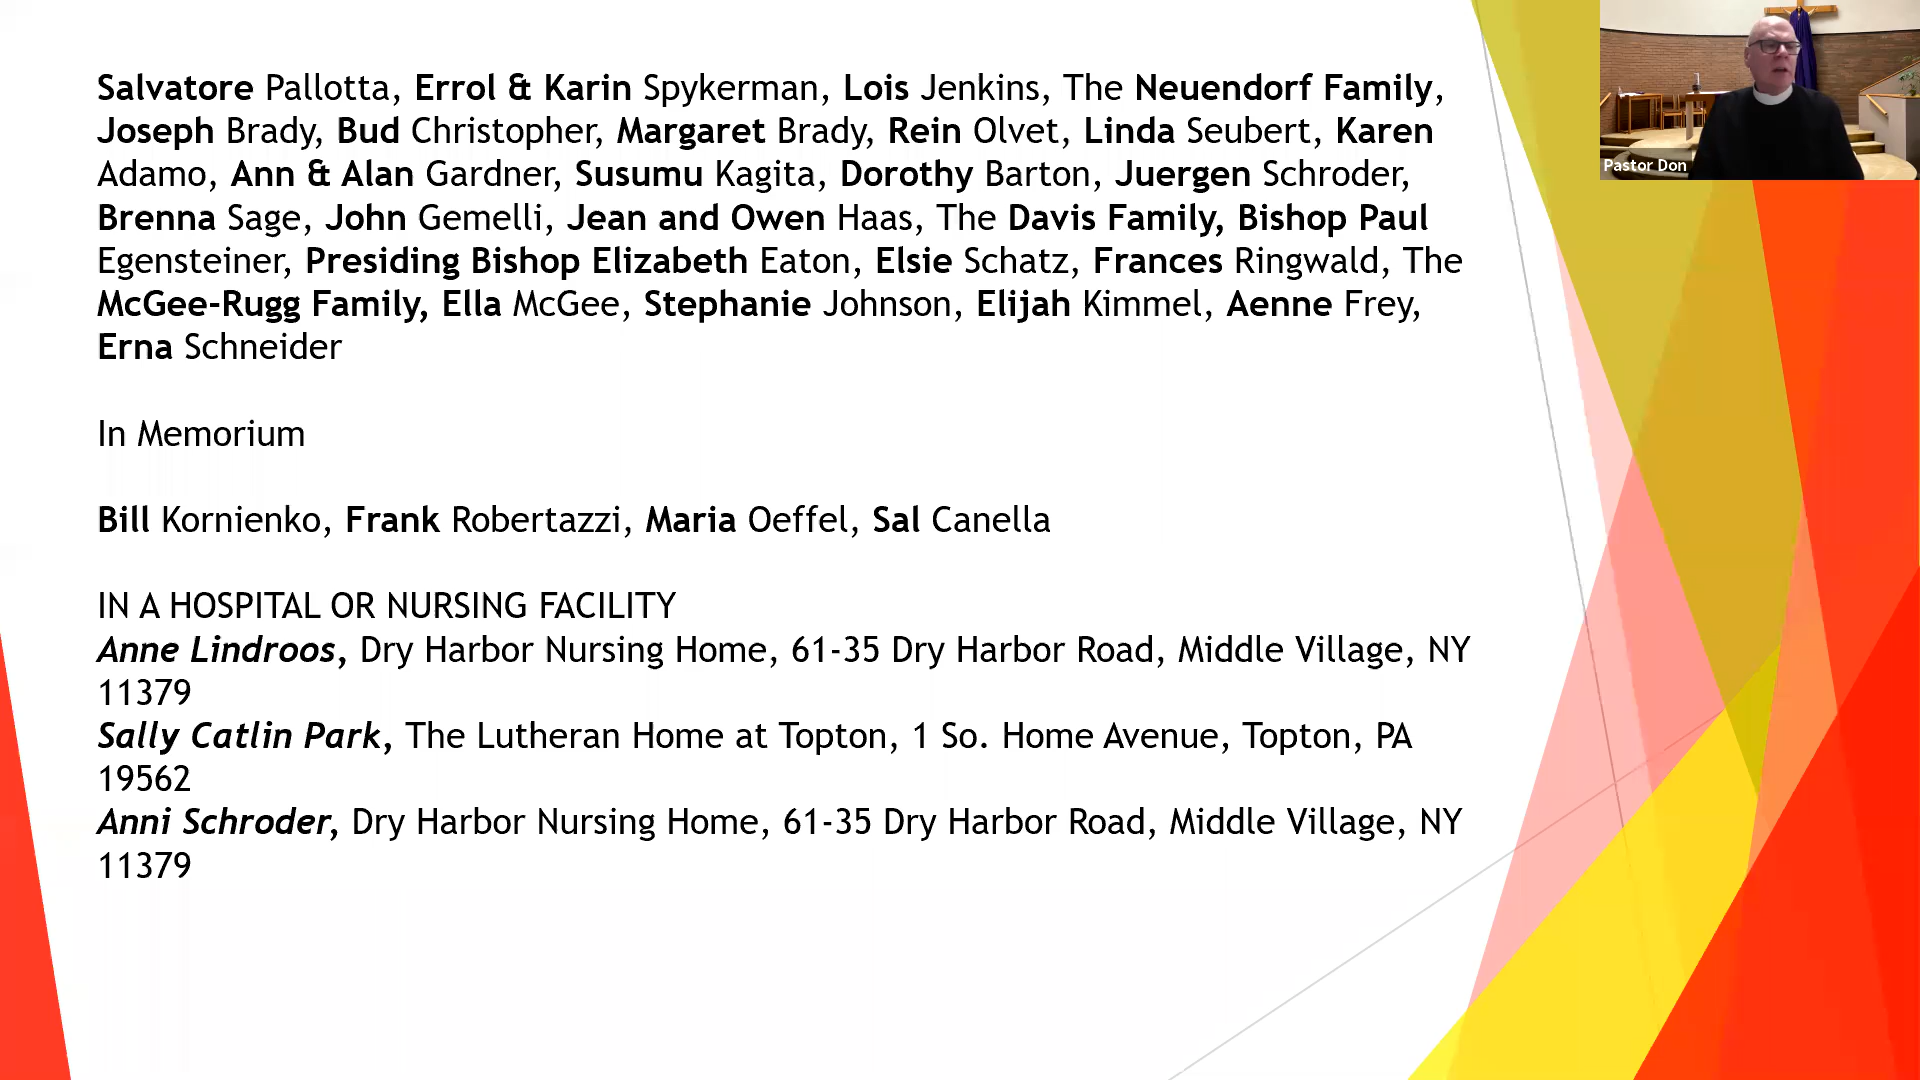 Salvatore Pallotta, Errol & Karin Spykerman, Lois Jenkins, The Neuendorf Family,
Joseph Brady, Bud Christopher, Margaret Brady, Rein Olvet, Linda Seubert, Karen
Adamo, Ann & Alan Gardner, Susumu Kagita, Dorothy Barton, Juergen Schroder,
Brenna Sage, John Gemelli, Jean and Owen Haas, The Davis Family, Bishop Paul
Egensteiner, Presiding Bishop Elizabeth Eaton, Elsie Schatz, Frances Ringwald, The
McGee-Rugg Family, Ella McGee, Stephanie Johnson, Elijah Kimmel, Aenne Frey,
Erna Schneider
In Memorium
Bill Kornienko, Frank Robertazzi, Maria Oeffel, Sal Canella
IN A HOSPITAL OR NURSING FACILITY
Anne Lindroos, Dry Harbor Nursing Home, 61-35 Dry Harbor Road, Middle Village, NY
11379
Sally Catlin Park, The Lutheran Home at Topton, 1 So. Home Avenue, Topton, PA
19562
Anni Schroder, Dry Harbor Nursing Home, 61-35 Dry Harbor Road, Middle Village, NY
11379
Pastor Don